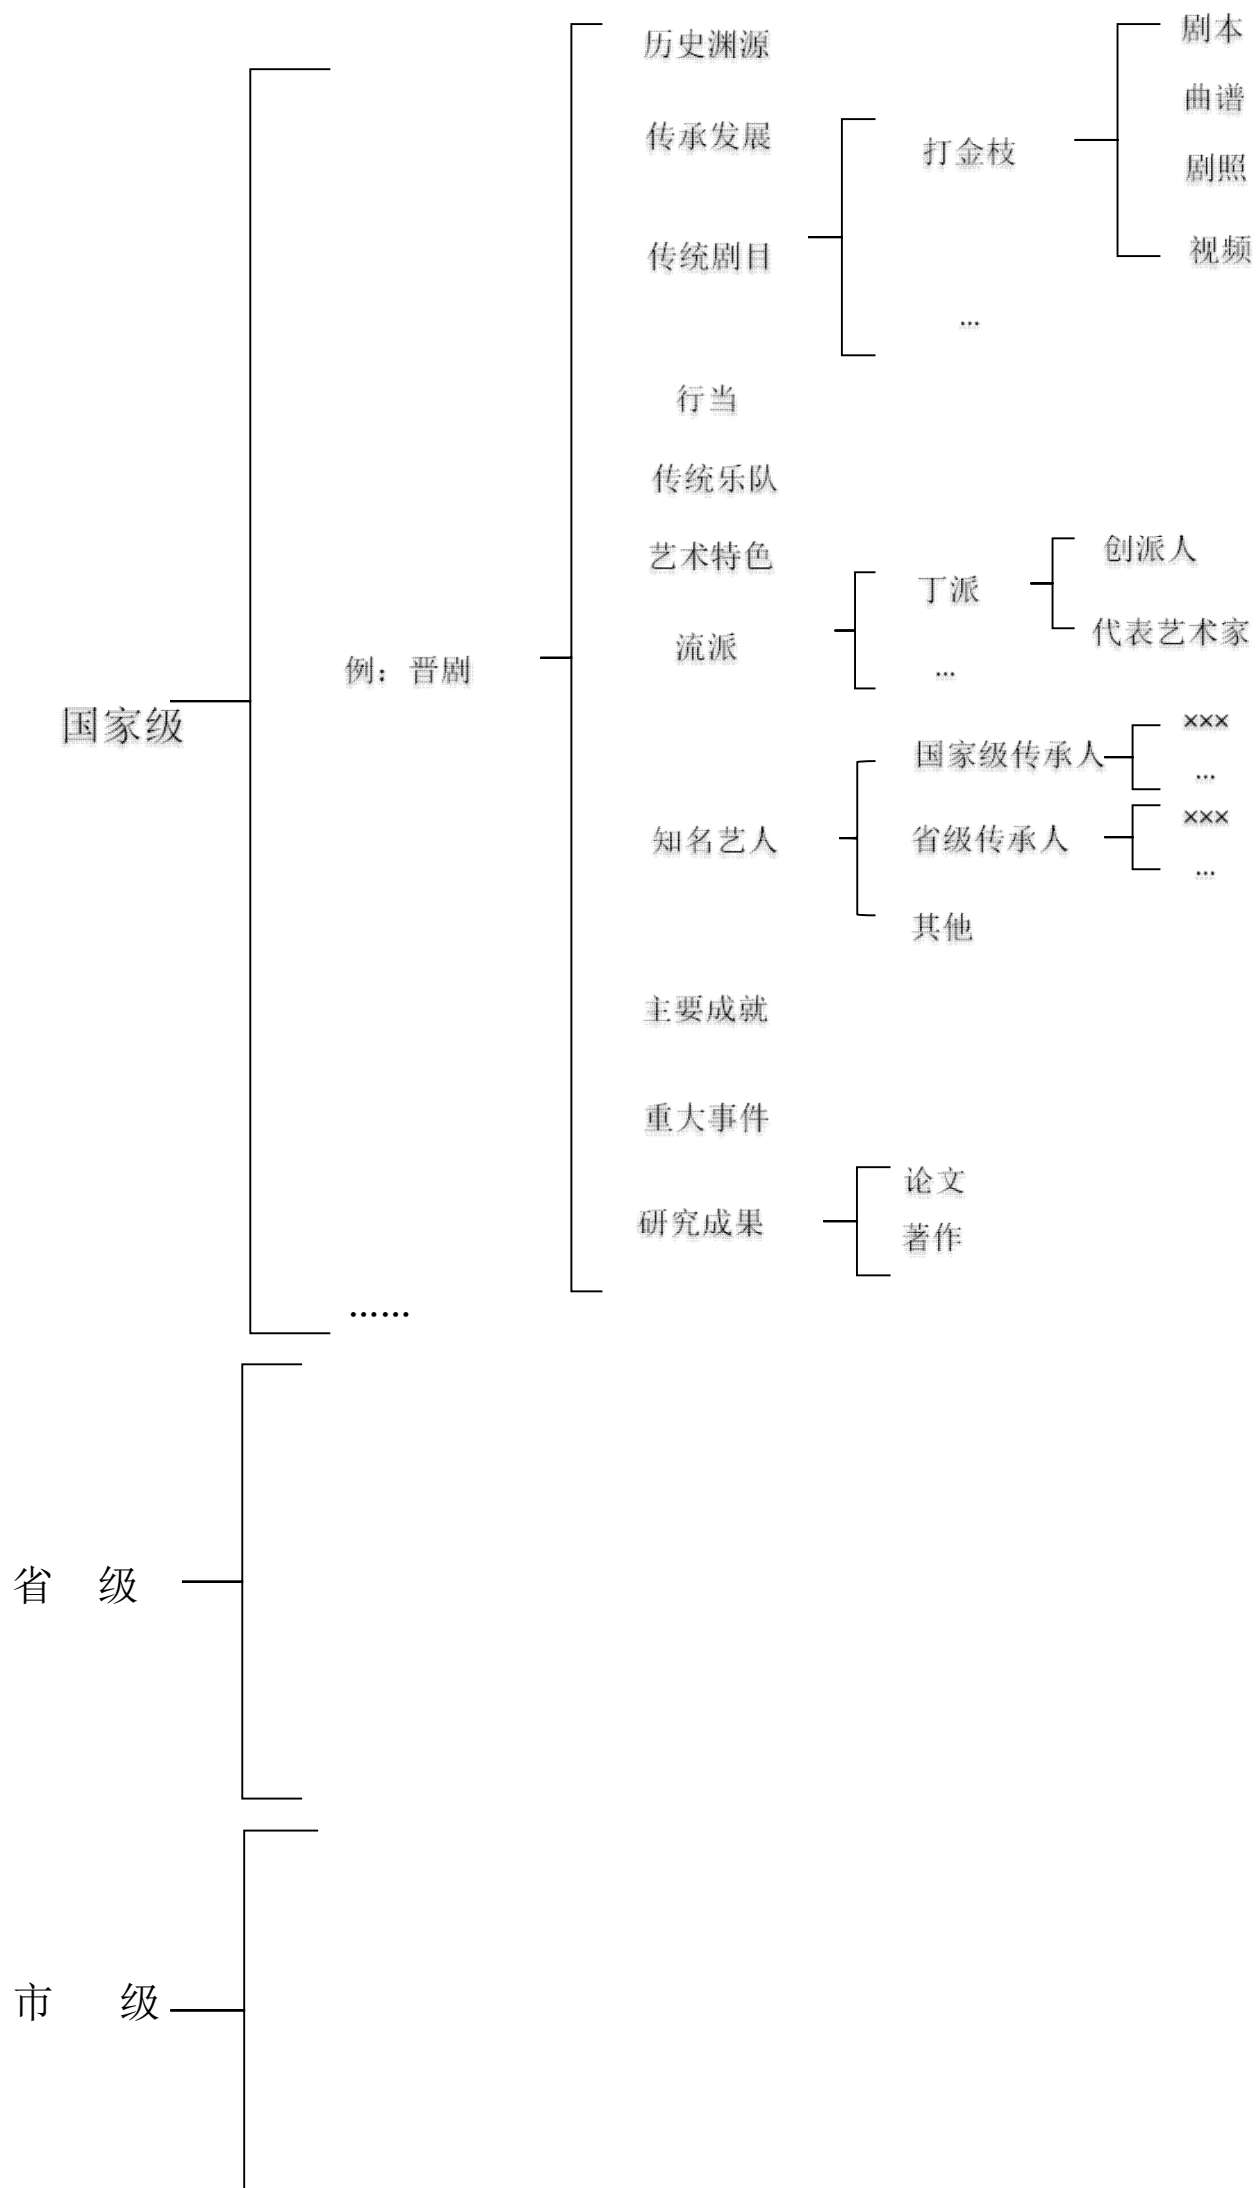 历史渊源
传承发展
传统剧目
打金枝
...
剧本
曲谱
剧照
视频
行当
传统乐队
艺术特色
流派
丁派
...
创派人
代表艺术家
国家级
例：晋剧
知名艺人
国家级传承人
×××
...
省级传承人
×××
...
其他
主要成就
重大事件
研究成果
论文
著作
……
省 级
市 级